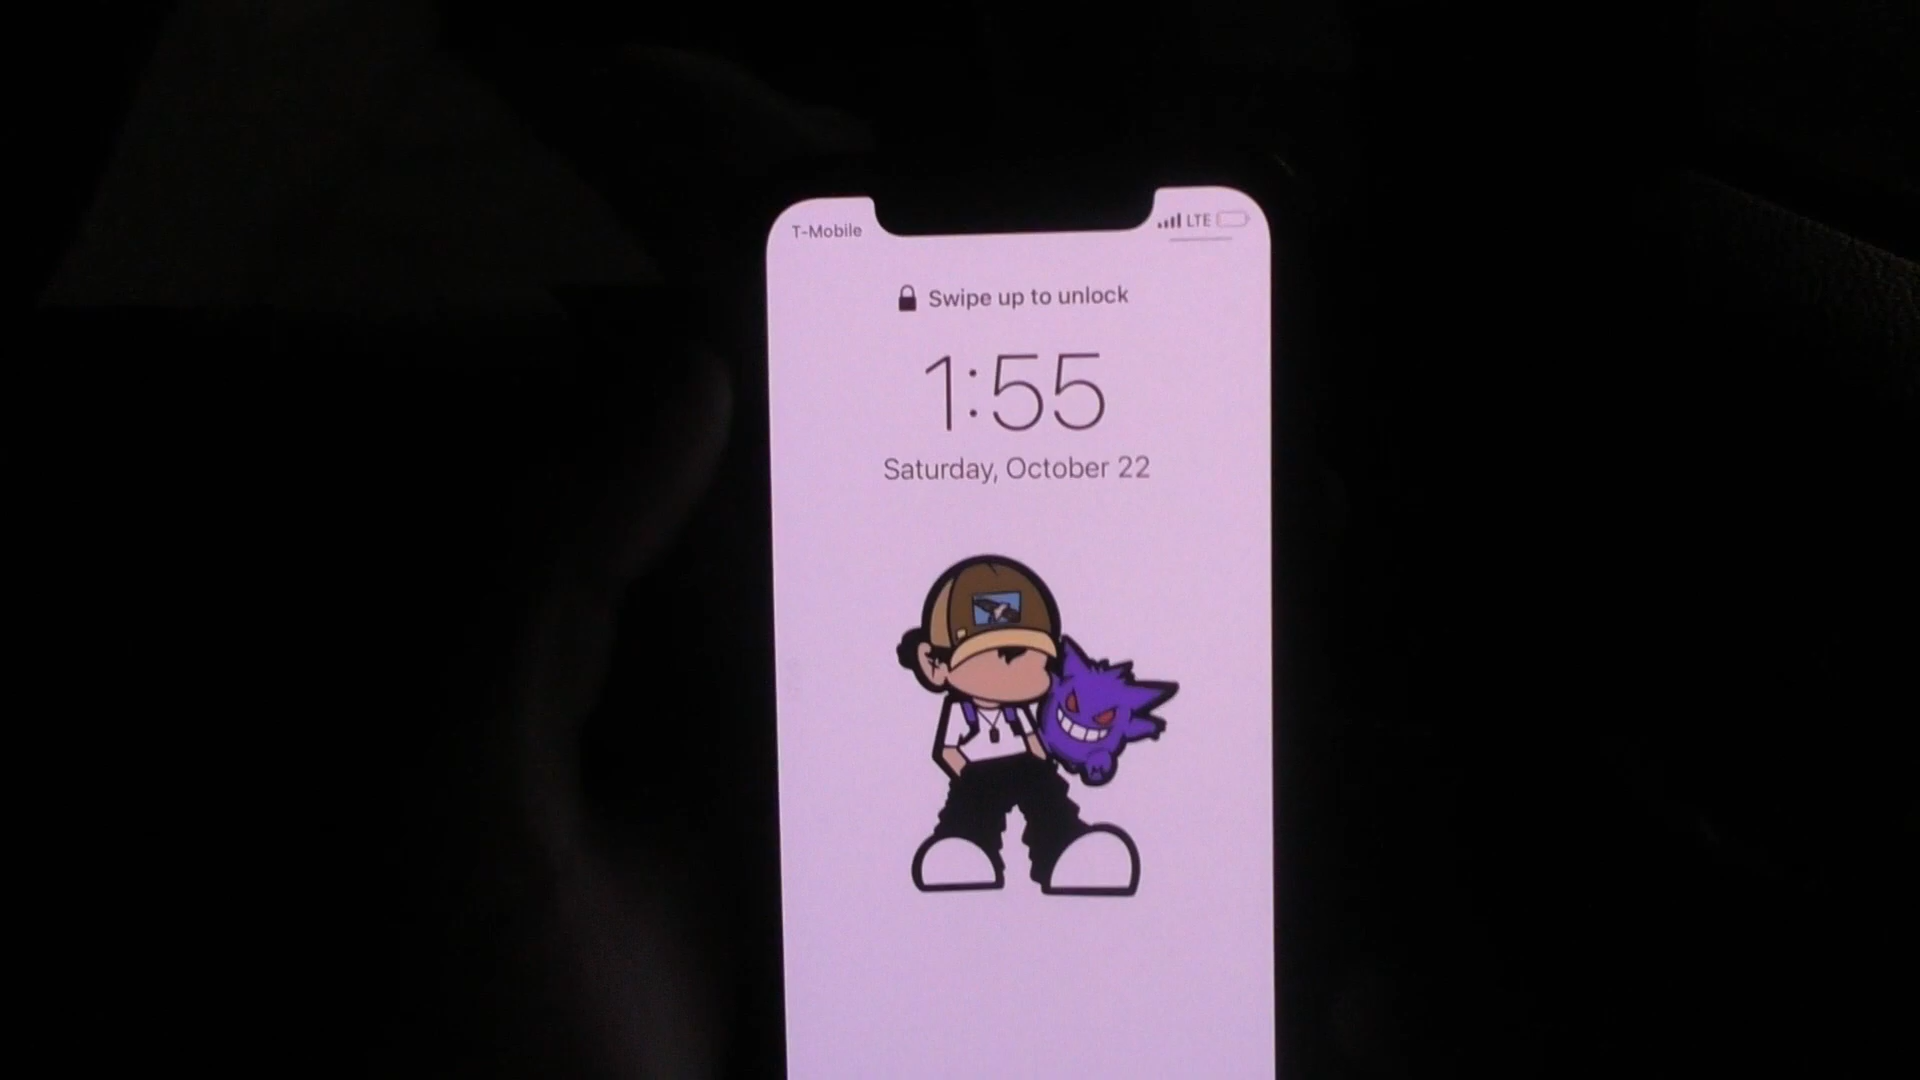 T-Mobile
LTE
Swipe up to unlock
1:55
Saturday, October 22